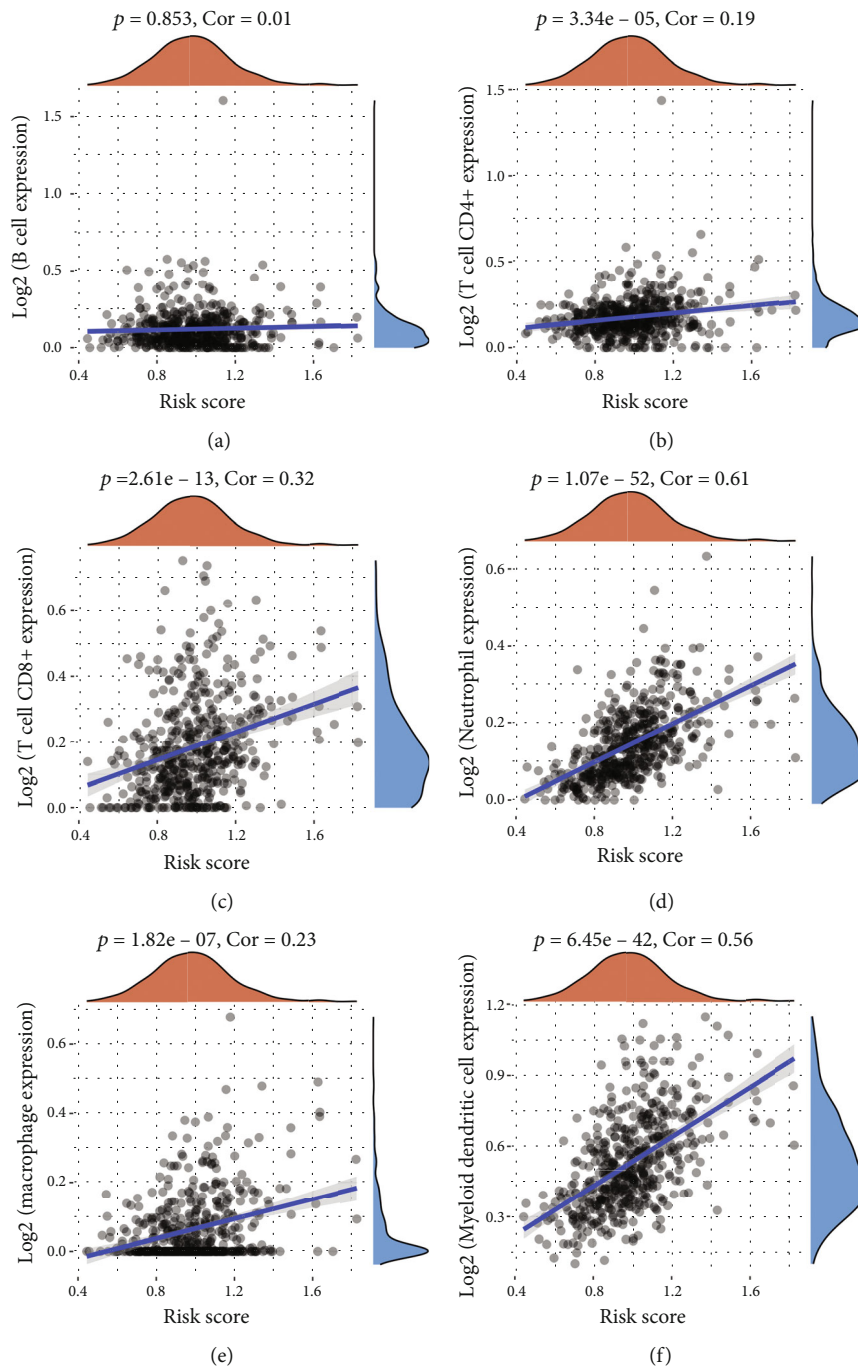 p = 0.853, Cor = 0.01
Log2 (B cell expression)
1.5
1.0
0.5
0.0
0.4 0.8 1.2 1.6
Risk score
(a)
p = 3.34e – 05, Cor = 0.19
Log2 (T cell CD4+ expression)
1.5
1.0
0.5
0.0
0.4 0.8 1.2 1.6
Risk score
(b)
p =2.61e – 13, Cor = 0.32
Log2 (T cell CD8+ expression)
0.6
0.4
0.2
0.0
0.4 0.8 1.2 1.6
Risk score
(c)
p = 1.07e – 52, Cor = 0.61
Log2 (Neutrophil expression)
0.6
0.4
0.2
0.0
0.4 0.8 1.2 1.6
Risk score
(d)
p = 1.82e – 07, Cor = 0.23
Log2 (macrophage expression)
0.6
0.4
0.2
0.0
0.4 0.8 1.2 1.6
Risk score
(e)
p = 6.45e – 42, Cor = 0.56
Log2 (Myeloid dendritic cell expression)
1.2
0.9
0.6
0.3
0.4 0.8 1.2 1.6
Risk score
(f)